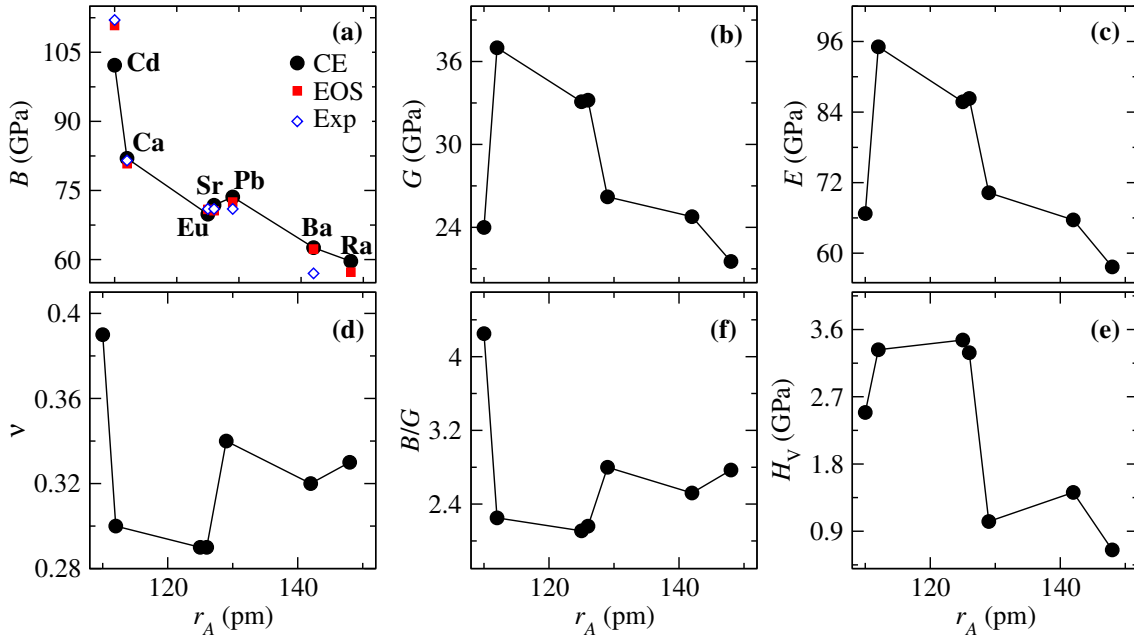 (a)
CE
EOS
Exp
Cd
Ca
Sr
Pb
Eu
Ba
Ra
105
90
75
60
B (GPa)
(b)
36
30
24
G (GPa)
(c)
96
84
72
60
E (GPa)
(d)
0.4
0.36
0.32
0.28
ν
120
140
r_A (pm)
(f)
4
3.2
2.4
B/G
120
140
r_A (pm)
(e)
3.6
2.7
1.8
0.9
H_V (GPa)
120
140
r_A (pm)